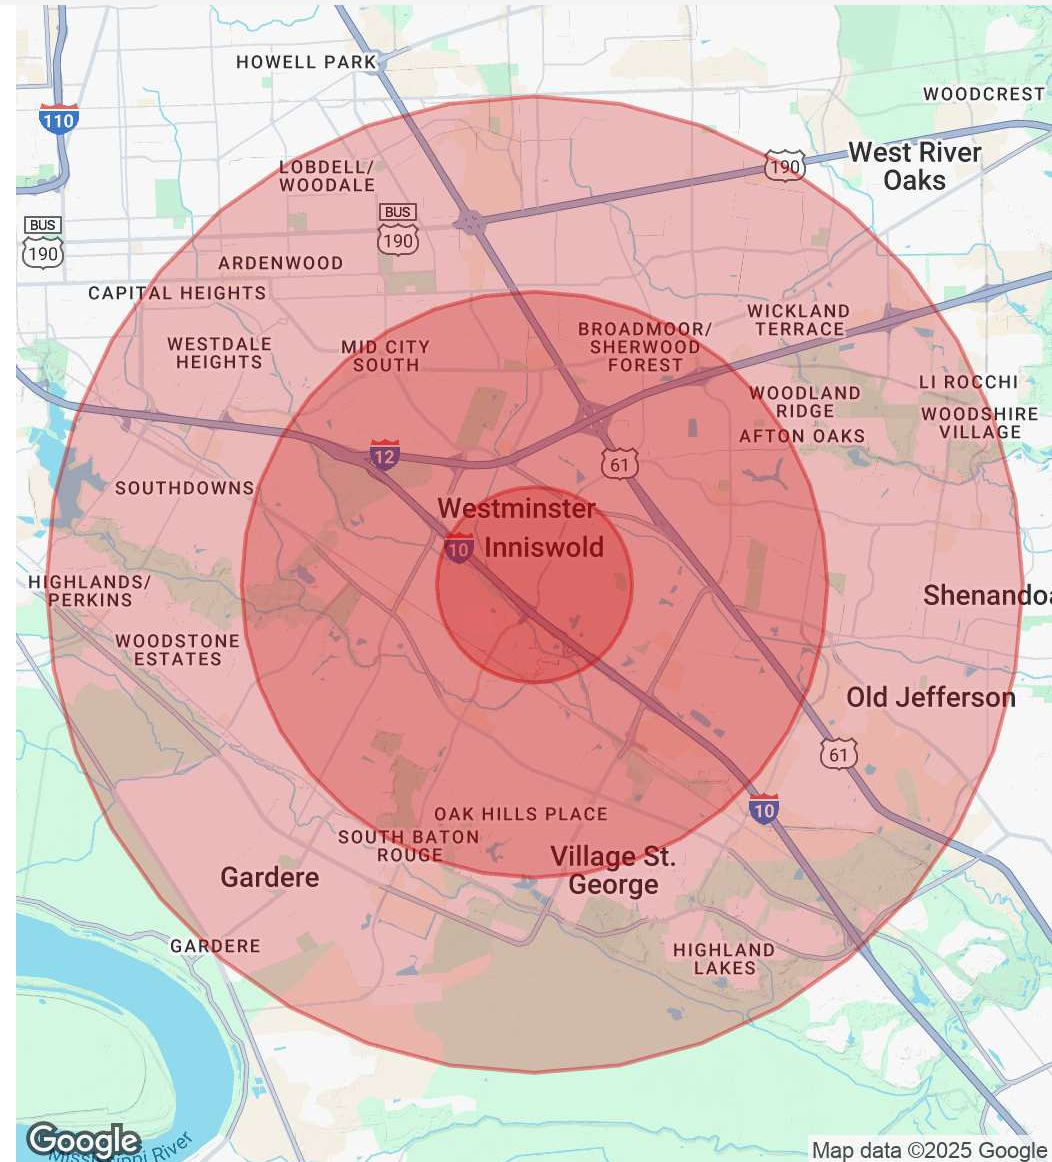 HOWELL PARK
WOODCREST
110
190
West River
Oaks
LOBDELL/
WOODALE
BUS
190
BUS
190
ARDENWOOD
CAPITAL HEIGHTS
WICKLAND
TERRACE
BROADMOOR/
SHERWOOD
FOREST
WESTDALE
HEIGHTS
MID CITY
SOUTH
LI ROCCHI
WOODLAND
RIDGE
WOODSHIRE
VILLAGE
AFTON OAKS
12
61
SOUTHDOWNS
Westminster
10
Inniswold
HIGHLANDS/
PERKINS
Shenandoa
WOODSTONE
ESTATES
Old Jefferson
61
10
OAK HILLS PLACE
SOUTH BATON
ROUGE
Village St.
George
Gardere
GARDERE
HIGHLAND
LAKES
Google
Mississippi River
Map data ©2025 Google